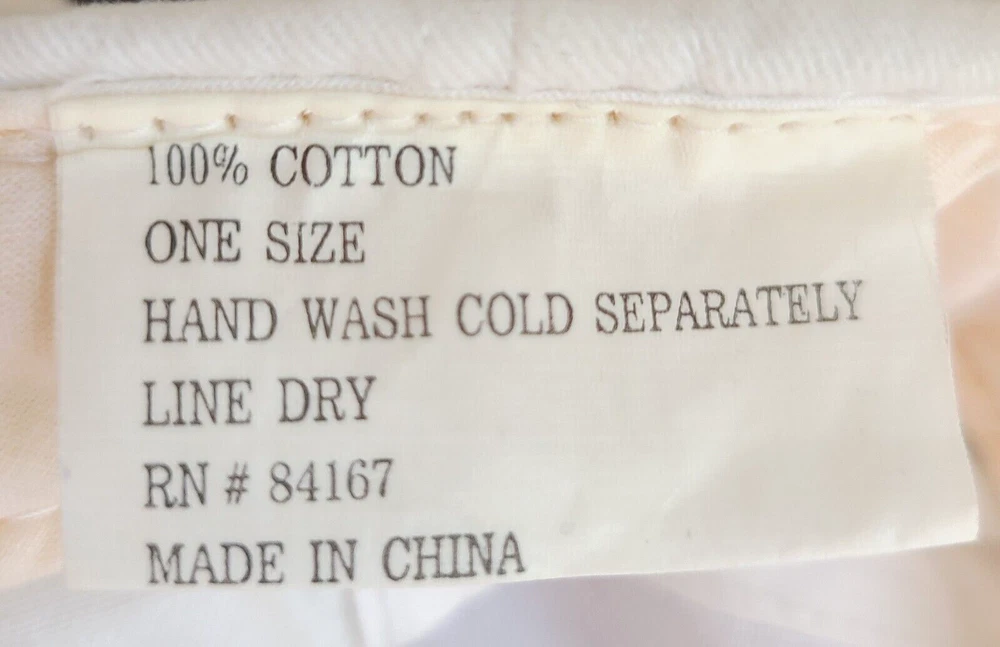 100% COTTON
ONE SIZE
HAND WASH COLD SEPARATELY
LINE DRY
RN # 84167
MADE IN CHINA